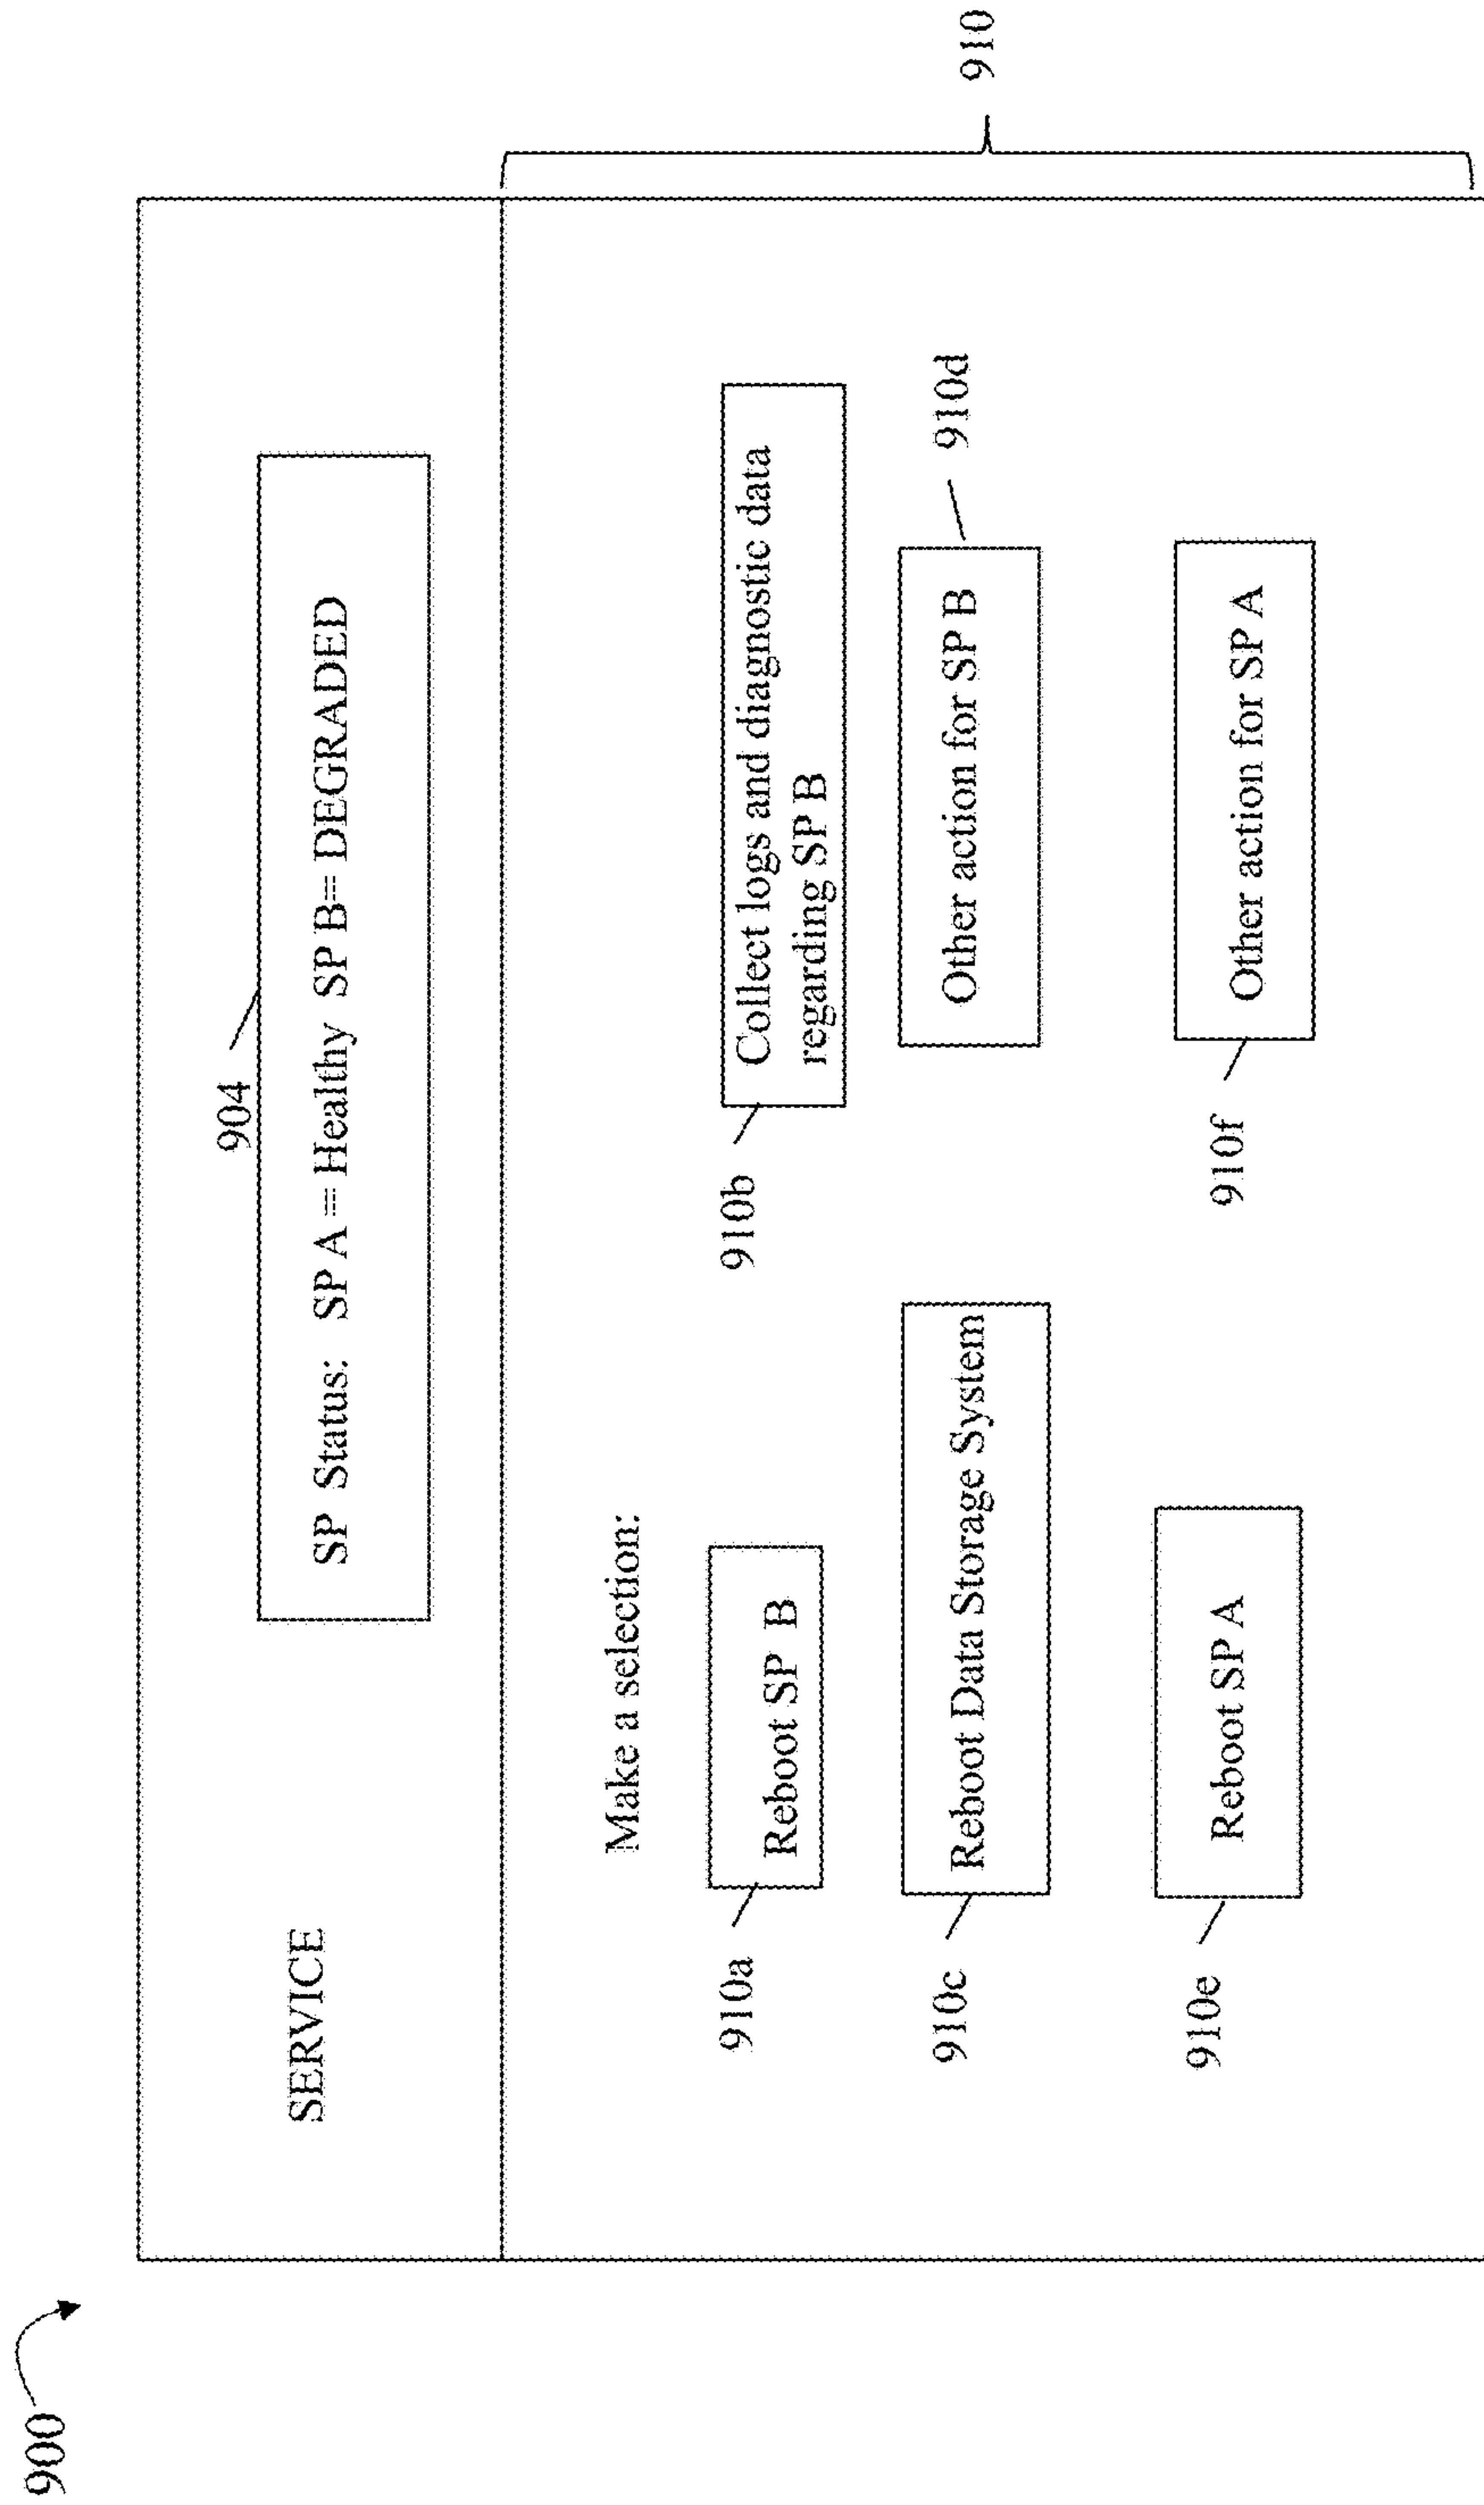 900
904
SERVICE
SP Status: SP A = Healthy SP B= DEGRADED
Make a selection:
910a
Reboot SP B
910b
Collect logs and diagnostic data
regarding SP B
910c
Reboot Data Storage System
Other action for SP B
910d
910e
Reboot SP A
910f
Other action for SP A
910